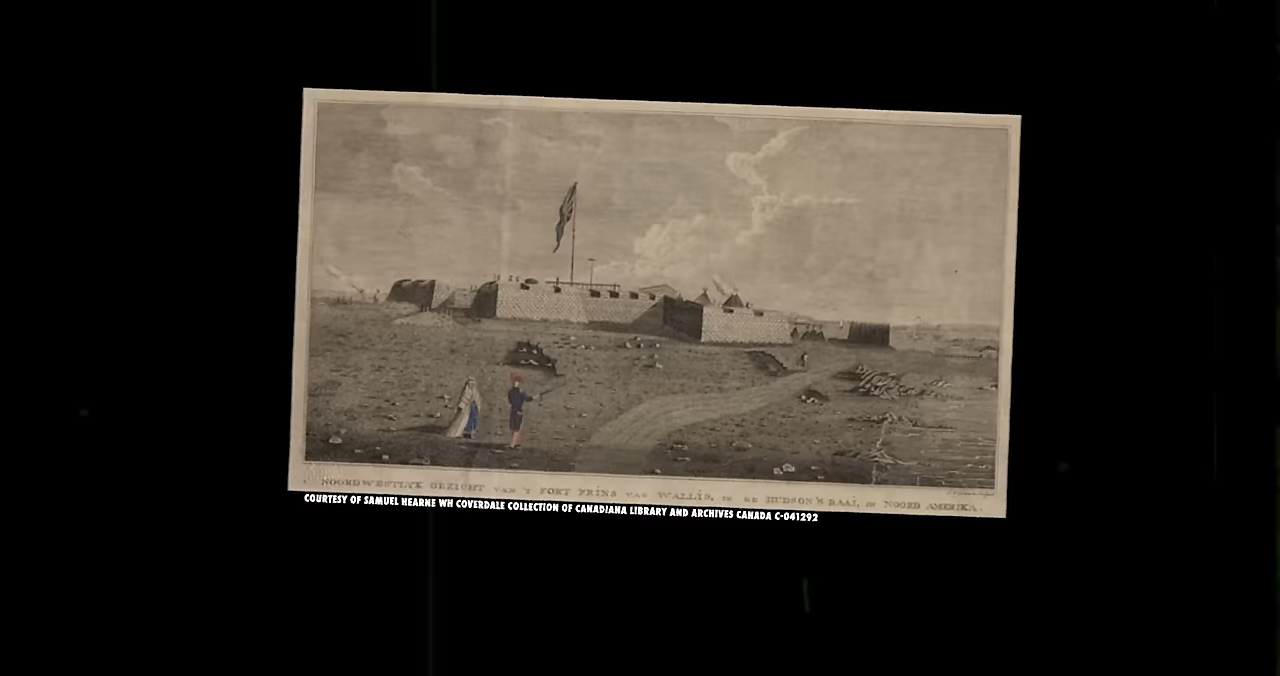 NOORDWESTLYK GEZICHT VAN 'T FORT PRINS VAN WALLIS, IN DE HUDSON'S BAAI, IN NOORD AMERIKA.
COURTESY OF SAMUEL HEARNE WH COVERDALE COLLECTION OF CANADIANA LIBRARY AND ARCHIVES CANADA C-041292